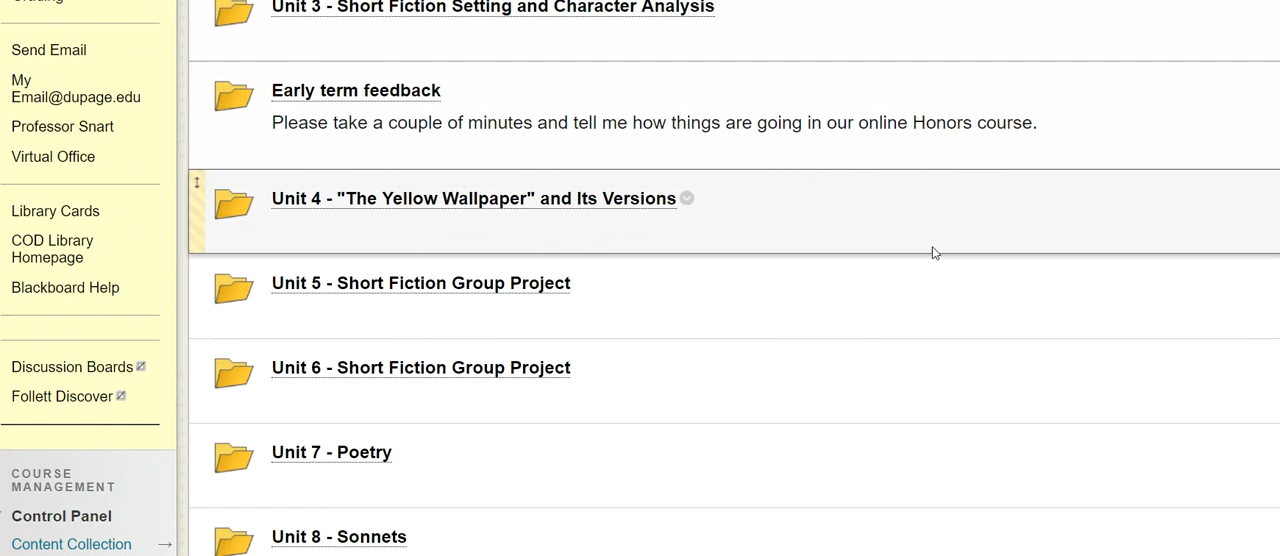 Send Email
My
Email@dupage.edu
Professor Snart
Virtual Office
Library Cards
COD Library
Homepage
Blackboard Help
Discussion Boards
Follett Discover
COURSE
MANAGEMENT
Control Panel
Content Collection →
Unit 3 - Short Fiction Setting and Character Analysis
Early term feedback
Please take a couple of minutes and tell me how things are going in our online Honors course.
Unit 4 - "The Yellow Wallpaper" and Its Versions
Unit 5 - Short Fiction Group Project
Unit 6 - Short Fiction Group Project
Unit 7 - Poetry
Unit 8 - Sonnets